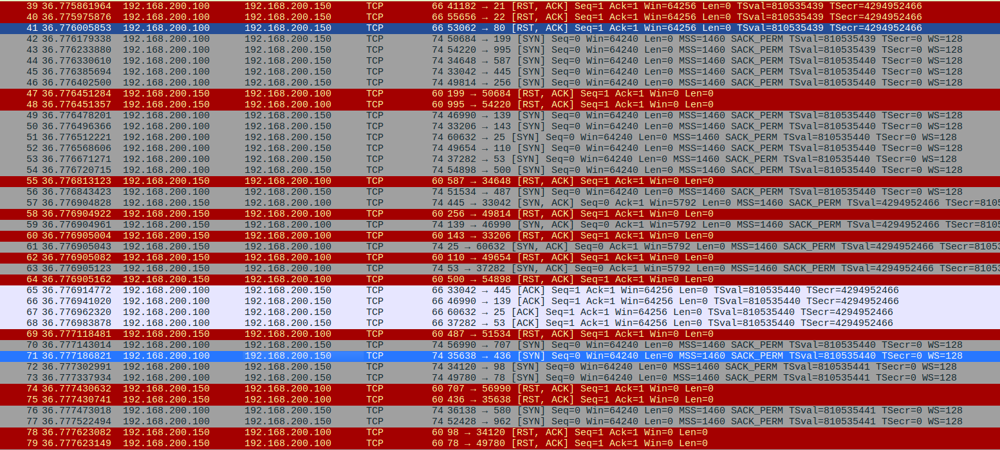 39 36.775861964 192.168.200.100 192.168.200.150 TCP 66 41182 → 21 [RST, ACK] Seq=1 Ack=1 Win=64256 Len=0 TSval=810535439 TSecr=4294952466
40 36.775975876 192.168.200.100 192.168.200.150 TCP 66 55656 → 22 [RST, ACK] Seq=1 Ack=1 Win=64256 Len=0 TSval=810535439 TSecr=4294952466
41 36.776005853 192.168.200.100 192.168.200.150 TCP 66 53062 → 80 [RST, ACK] Seq=1 Ack=1 Win=64256 Len=0 TSval=810535439 TSecr=4294952466
42 36.776179338 192.168.200.100 192.168.200.150 TCP 74 50684 → 199 [SYN] Seq=0 Win=64240 Len=0 MSS=1460 SACK_PERM TSval=810535439 TSecr=0 WS=128
43 36.776233880 192.168.200.100 192.168.200.150 TCP 74 54220 → 995 [SYN] Seq=0 Win=64240 Len=0 MSS=1460 SACK_PERM TSval=810535439 TSecr=0 WS=128
44 36.776330610 192.168.200.100 192.168.200.150 TCP 74 34648 → 587 [SYN] Seq=0 Win=64240 Len=0 MSS=1460 SACK_PERM TSval=810535440 TSecr=0 WS=128
45 36.776385694 192.168.200.100 192.168.200.150 TCP 74 33042 → 445 [SYN] Seq=0 Win=64240 Len=0 MSS=1460 SACK_PERM TSval=810535440 TSecr=0 WS=128
46 36.776402500 192.168.200.100 192.168.200.150 TCP 74 49814 → 256 [SYN] Seq=0 Win=64240 Len=0 MSS=1460 SACK_PERM TSval=810535440 TSecr=0 WS=128
47 36.776451284 192.168.200.150 192.168.200.100 TCP 60 199 → 50684 [RST, ACK] Seq=1 Ack=1 Win=0 Len=0
48 36.776451357 192.168.200.150 192.168.200.100 TCP 60 995 → 54220 [RST, ACK] Seq=1 Ack=1 Win=0 Len=0
49 36.776478201 192.168.200.100 192.168.200.150 TCP 74 46990 → 139 [SYN] Seq=0 Win=64240 Len=0 MSS=1460 SACK_PERM TSval=810535440 TSecr=0 WS=128
50 36.776496366 192.168.200.100 192.168.200.150 TCP 74 33206 → 143 [SYN] Seq=0 Win=64240 Len=0 MSS=1460 SACK_PERM TSval=810535440 TSecr=0 WS=128
51 36.776512221 192.168.200.100 192.168.200.150 TCP 74 60632 → 25 [SYN] Seq=0 Win=64240 Len=0 MSS=1460 SACK_PERM TSval=810535440 TSecr=0 WS=128
52 36.776568606 192.168.200.100 192.168.200.150 TCP 74 49654 → 110 [SYN] Seq=0 Win=64240 Len=0 MSS=1460 SACK_PERM TSval=810535440 TSecr=0 WS=128
53 36.776671271 192.168.200.100 192.168.200.150 TCP 74 37282 → 53 [SYN] Seq=0 Win=64240 Len=0 MSS=1460 SACK_PERM TSval=810535440 TSecr=0 WS=128
54 36.776720715 192.168.200.100 192.168.200.150 TCP 74 54898 → 500 [SYN] Seq=0 Win=64240 Len=0 MSS=1460 SACK_PERM TSval=810535440 TSecr=0 WS=128
55 36.776813123 192.168.200.150 192.168.200.100 TCP 60 587 → 34648 [RST, ACK] Seq=1 Ack=1 Win=0 Len=0
56 36.776843423 192.168.200.100 192.168.200.150 TCP 74 51534 → 487 [SYN] Seq=0 Win=64240 Len=0 MSS=1460 SACK_PERM TSval=810535440 TSecr=0 WS=128
57 36.776904828 192.168.200.150 192.168.200.100 TCP 74 445 → 33042 [SYN, ACK] Seq=0 Ack=1 Win=5792 Len=0 MSS=1460 SACK_PERM TSval=4294952466 TSecr=8105
58 36.776904922 192.168.200.150 192.168.200.100 TCP 60 256 → 49814 [RST, ACK] Seq=1 Ack=1 Win=0 Len=0
59 36.776904961 192.168.200.150 192.168.200.100 TCP 74 139 → 46990 [SYN, ACK] Seq=0 Ack=1 Win=5792 Len=0 MSS=1460 SACK_PERM TSval=4294952466 TSecr=8105
60 36.776905004 192.168.200.150 192.168.200.100 TCP 60 143 → 33206 [RST, ACK] Seq=1 Ack=1 Win=0 Len=0
61 36.776905043 192.168.200.150 192.168.200.100 TCP 74 25 → 60632 [SYN, ACK] Seq=0 Ack=1 Win=5792 Len=0 MSS=1460 SACK_PERM TSval=4294952466 TSecr=81053
62 36.776905082 192.168.200.150 192.168.200.100 TCP 60 110 → 49654 [RST, ACK] Seq=1 Ack=1 Win=0 Len=0
63 36.776905123 192.168.200.150 192.168.200.100 TCP 74 53 → 37282 [SYN, ACK] Seq=0 Ack=1 Win=5792 Len=0 MSS=1460 SACK_PERM TSval=4294952466 TSecr=81053
64 36.776905162 192.168.200.150 192.168.200.100 TCP 60 500 → 54898 [RST, ACK] Seq=1 Ack=1 Win=0 Len=0
65 36.776914772 192.168.200.100 192.168.200.150 TCP 66 33042 → 445 [ACK] Seq=1 Ack=1 Win=64256 Len=0 TSval=810535440 TSecr=4294952466
66 36.776941020 192.168.200.100 192.168.200.150 TCP 66 46990 → 139 [ACK] Seq=1 Ack=1 Win=64256 Len=0 TSval=810535440 TSecr=4294952466
67 36.776962320 192.168.200.100 192.168.200.150 TCP 66 60632 → 25 [ACK] Seq=1 Ack=1 Win=64256 Len=0 TSval=810535440 TSecr=4294952466
68 36.776983878 192.168.200.100 192.168.200.150 TCP 66 37282 → 53 [ACK] Seq=1 Ack=1 Win=64256 Len=0 TSval=810535440 TSecr=4294952466
69 36.777118481 192.168.200.150 192.168.200.100 TCP 60 487 → 51534 [RST, ACK] Seq=1 Ack=1 Win=0 Len=0
70 36.777143014 192.168.200.100 192.168.200.150 TCP 74 56990 → 707 [SYN] Seq=0 Win=64240 Len=0 MSS=1460 SACK_PERM TSval=810535440 TSecr=0 WS=128
71 36.777186821 192.168.200.100 192.168.200.150 TCP 74 35638 → 436 [SYN] Seq=0 Win=64240 Len=0 MSS=1460 SACK_PERM TSval=810535440 TSecr=0 WS=128
72 36.777302991 192.168.200.100 192.168.200.150 TCP 74 34120 → 98 [SYN] Seq=0 Win=64240 Len=0 MSS=1460 SACK_PERM TSval=810535441 TSecr=0 WS=128
73 36.777337934 192.168.200.100 192.168.200.150 TCP 74 49780 → 78 [SYN] Seq=0 Win=64240 Len=0 MSS=1460 SACK_PERM TSval=810535441 TSecr=0 WS=128
74 36.777430632 192.168.200.150 192.168.200.100 TCP 60 707 → 56990 [RST, ACK] Seq=1 Ack=1 Win=0 Len=0
75 36.777430741 192.168.200.150 192.168.200.100 TCP 60 436 → 35638 [RST, ACK] Seq=1 Ack=1 Win=0 Len=0
76 36.777473018 192.168.200.100 192.168.200.150 TCP 74 36138 → 580 [SYN] Seq=0 Win=64240 Len=0 MSS=1460 SACK_PERM TSval=810535441 TSecr=0 WS=128
77 36.777522494 192.168.200.100 192.168.200.150 TCP 74 52428 → 962 [SYN] Seq=0 Win=64240 Len=0 MSS=1460 SACK_PERM TSval=810535441 TSecr=0 WS=128
78 36.777623082 192.168.200.150 192.168.200.100 TCP 60 98 → 34120 [RST, ACK] Seq=1 Ack=1 Win=0 Len=0
79 36.777623149 192.168.200.150 192.168.200.100 TCP 60 78 → 49780 [RST, ACK] Seq=1 Ack=1 Win=0 Len=0